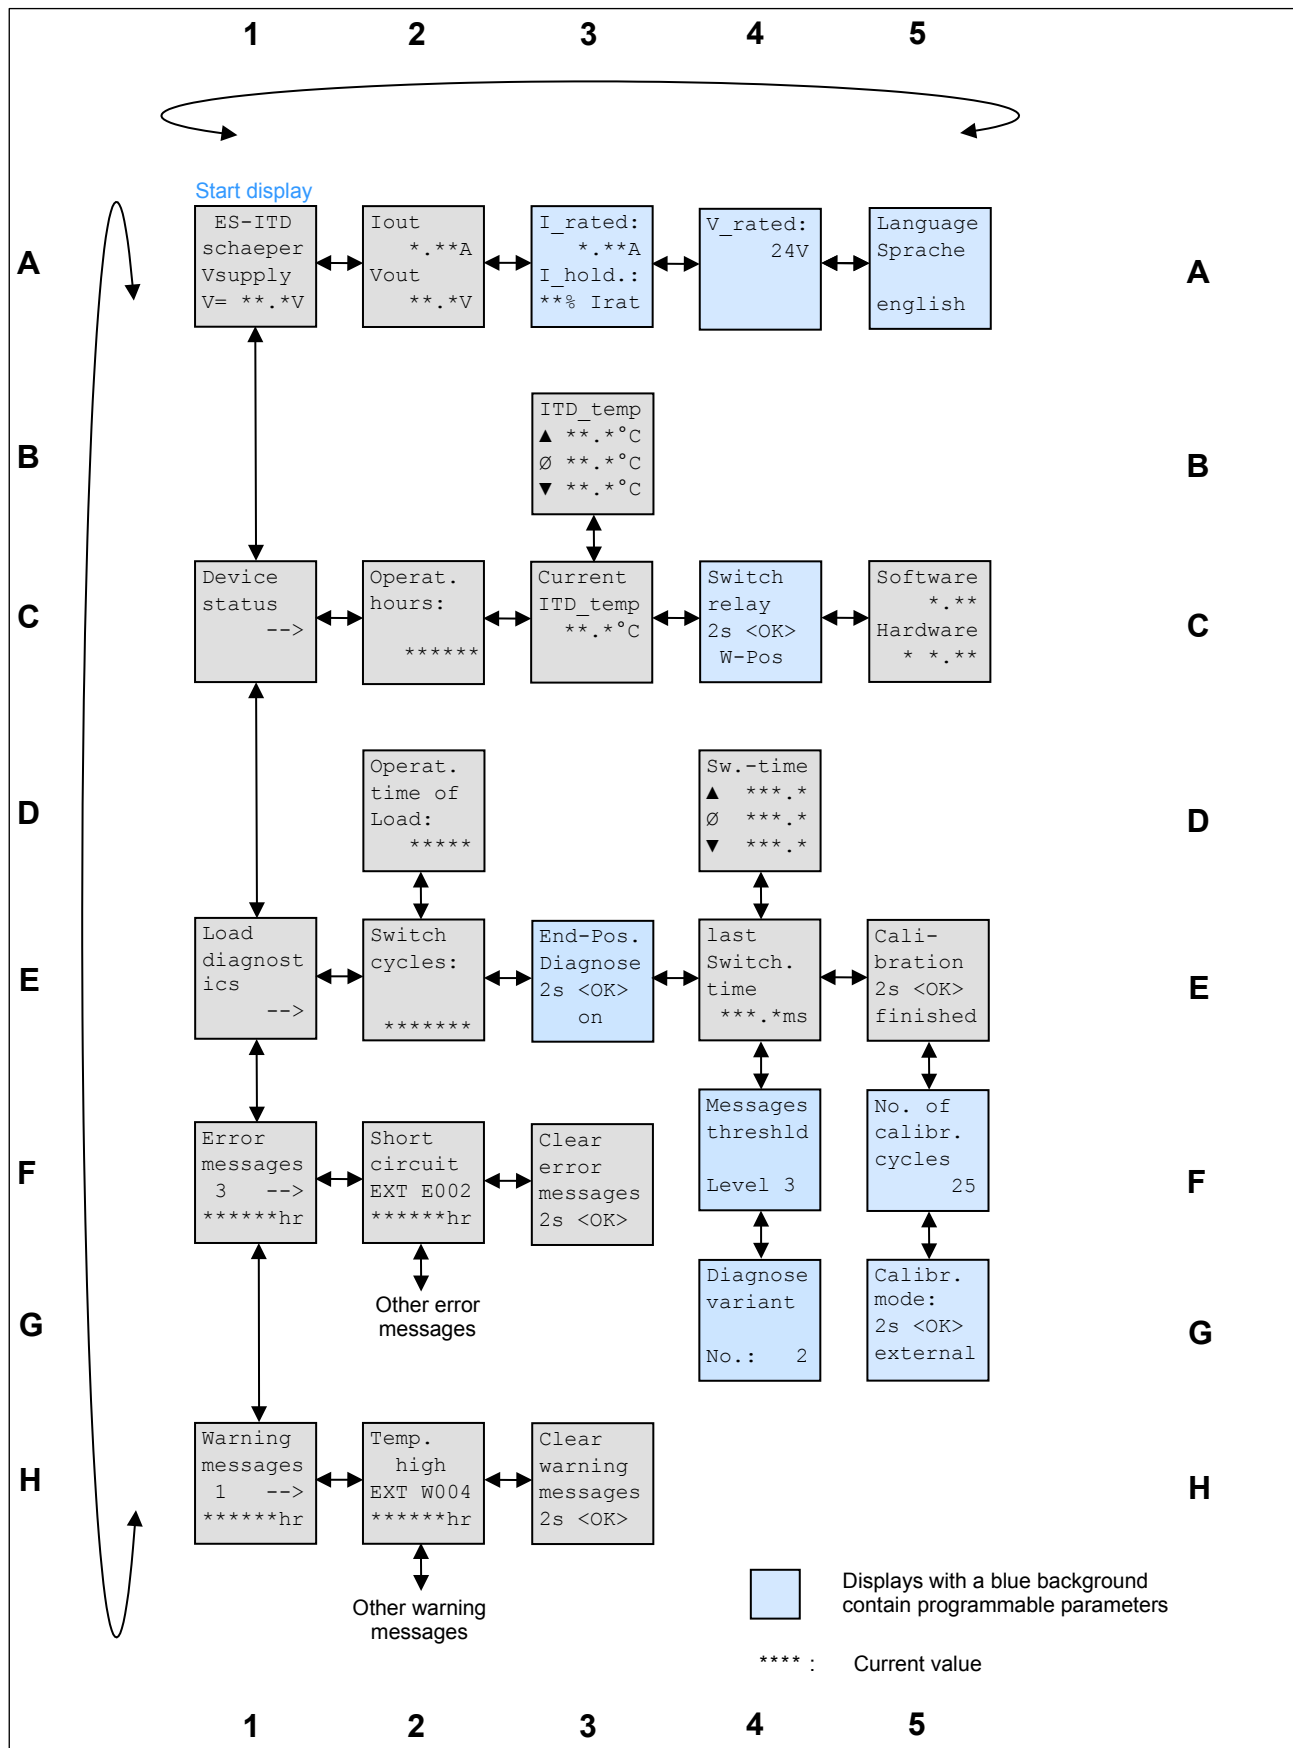 1 2 3 4 5
Start display
A
ES-ITD
schaeper
Vsupply
V= **.*V
Iout
*.**A
Vout
**.*V
I_rated:
*.**A
I_hold.:
**% Irat
V_rated:
24V
Language
Sprache
english
A
B
ITD_temp
▲ **.*°C
Ø **.*°C
▼ **.*°C
B
C
Device
status
-->
Operat.
hours:
******
Current
ITD_temp
**.*°C
Switch
relay
2s <OK>
W-Pos
Software
*.**
Hardware
* *.**
C
D
Operat.
time of
Load:
*****
Sw.-time
▲ ***.*
Ø ***.*
▼ ***.*
D
E
Load
diagnost
ics
-->
Switch
cycles:
*******
End-Pos.
Diagnose
2s <OK>
on
last
Switch.
time
***.*ms
Cali-
bration
2s <OK>
finished
E
F
Error
messages
3 -->
******hr
Short
circuit
EXT E002
******hr
Clear
error
messages
2s <OK>
Messages
threshld
Level 3
No. of
calibr.
cycles
25
F
G
Other error
messages
Diagnose
variant
No.: 2
Calibr.
mode:
2s <OK>
external
G
H
Warning
messages
1 -->
******hr
Temp.
high
EXT W004
******hr
Clear
warning
messages
2s <OK>
H
Other warning
messages
Displays with a blue background
contain programmable parameters
**** : Current value
1 2 3 4 5